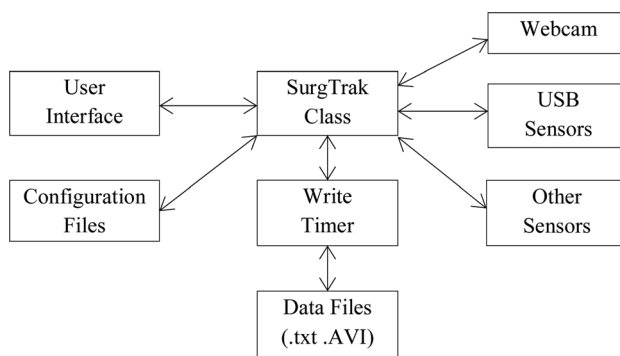 Webcam
User
Interface
SurgTrak
Class
USB
Sensors
Configuration
Files
Write
Timer
Other
Sensors
Data Files
(.txt .AVI)